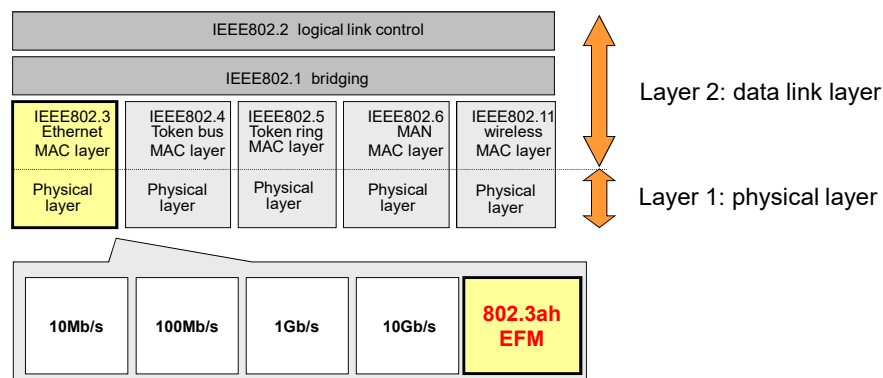 IEEE802.2 logical link control
IEEE802.1 bridging
Layer 2: data link layer
IEEE802.3
Ethernet
MAC layer
IEEE802.4
Token bus
MAC layer
IEEE802.5
Token ring
MAC layer
IEEE802.6
MAN
MAC layer
IEEE802.11
wireless
MAC layer
Physical
layer
Physical
layer
Physical
layer
Physical
layer
Physical
layer
Layer 1: physical layer
10Mb/s
100Mb/s
1Gb/s
10Gb/s
802.3ah
EFM